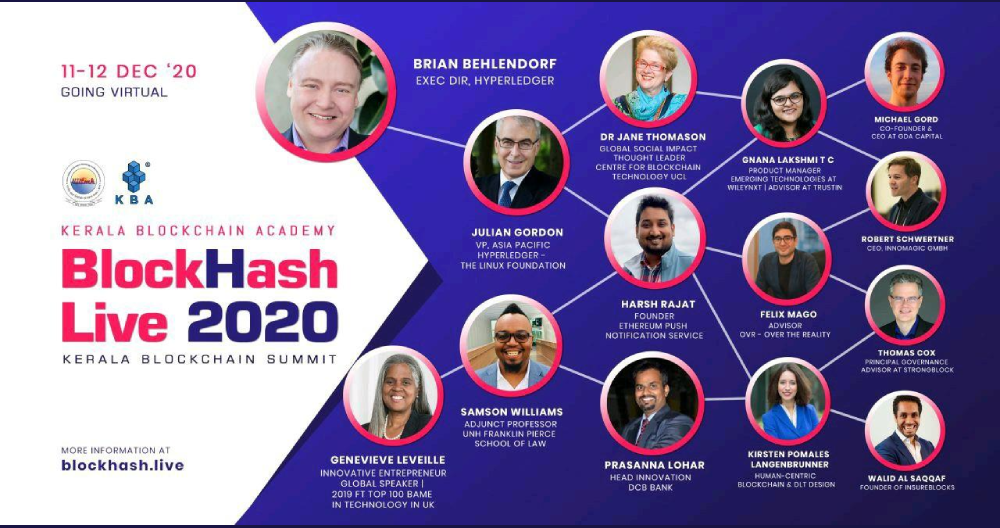 11-12 DEC ‘20
GOING VIRTUAL
KBA
®
KERALA BLOCKCHAIN ACADEMY
BlockHash
Live 2020
KERALA BLOCKCHAIN SUMMIT
MORE INFORMATION AT
blockhash.live
BRIAN BEHLENDORF
EXEC DIR, HYPERLEDGER
JULIAN GORDON
VP, ASIA PACIFIC
HYPERLEDGER -
THE LINUX FOUNDATION
DR JANE THOMASON
GLOBAL SOCIAL IMPACT
THOUGHT LEADER
CENTRE FOR BLOCKCHAIN
TECHNOLOGY UCL
GNANA LAKSHMI T C
PRODUCT MANAGER
EMERGING TECHNOLOGIES AT
WILEYNXT | ADVISOR AT TRUSTIN
MICHAEL GORD
CO-FOUNDER &
CEO AT GDA CAPITAL
ROBERT SCHWERTNER
CEO, INNOMAGIC GMBH
HARSH RAJAT
FOUNDER
ETHEREUM PUSH
NOTIFICATION SERVICE
FELIX MAGO
ADVISOR
OVR - OVER THE REALITY
THOMAS COX
PRINCIPAL GOVERNANCE
ADVISOR AT STRONGBLOCK
GENEVIEVE LEVEILLE
INNOVATIVE ENTREPRENEUR
GLOBAL SPEAKER |
2019 FT TOP 100 BAME
IN TECHNOLOGY IN UK
SAMSON WILLIAMS
ADJUNCT PROFESSOR
UNH FRANKLIN PIERCE
SCHOOL OF LAW
PRASANNA LOHAR
HEAD INNOVATION
DCB BANK
KIRSTEN POMALES
LANGENBRUNNER
HUMAN-CENTRIC
BLOCKCHAIN & DLT DESIGN
WALID AL SAQQAF
FOUNDER OF INSUREBLOCKS